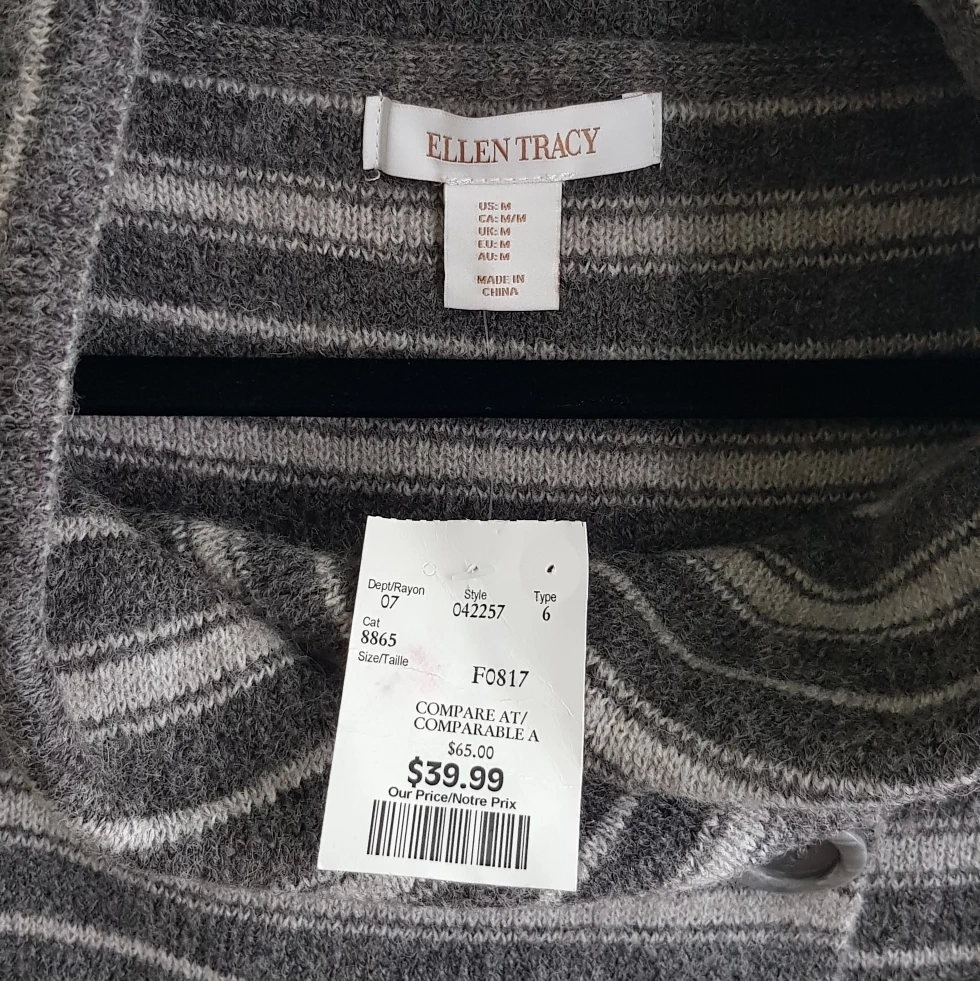 ELLEN TRACY
US: M
CA: M/M
UK: M
EU: M
AU: M
MADE IN
CHINA
Dept/Rayon Style Type
07 042257 6
Cat
8865
Size/Taille
F0817
COMPARE AT/
COMPARABLE A
$65.00
$39.99
Our Price/Notre Prix